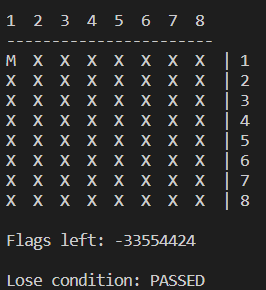 1 2 3 4 5 6 7 8
-----------------------
M X X X X X X X | 1
X X X X X X X X | 2
X X X X X X X X | 3
X X X X X X X X | 4
X X X X X X X X | 5
X X X X X X X X | 6
X X X X X X X X | 7
X X X X X X X X | 8
Flags left: -33554424
Lose condition: PASSED